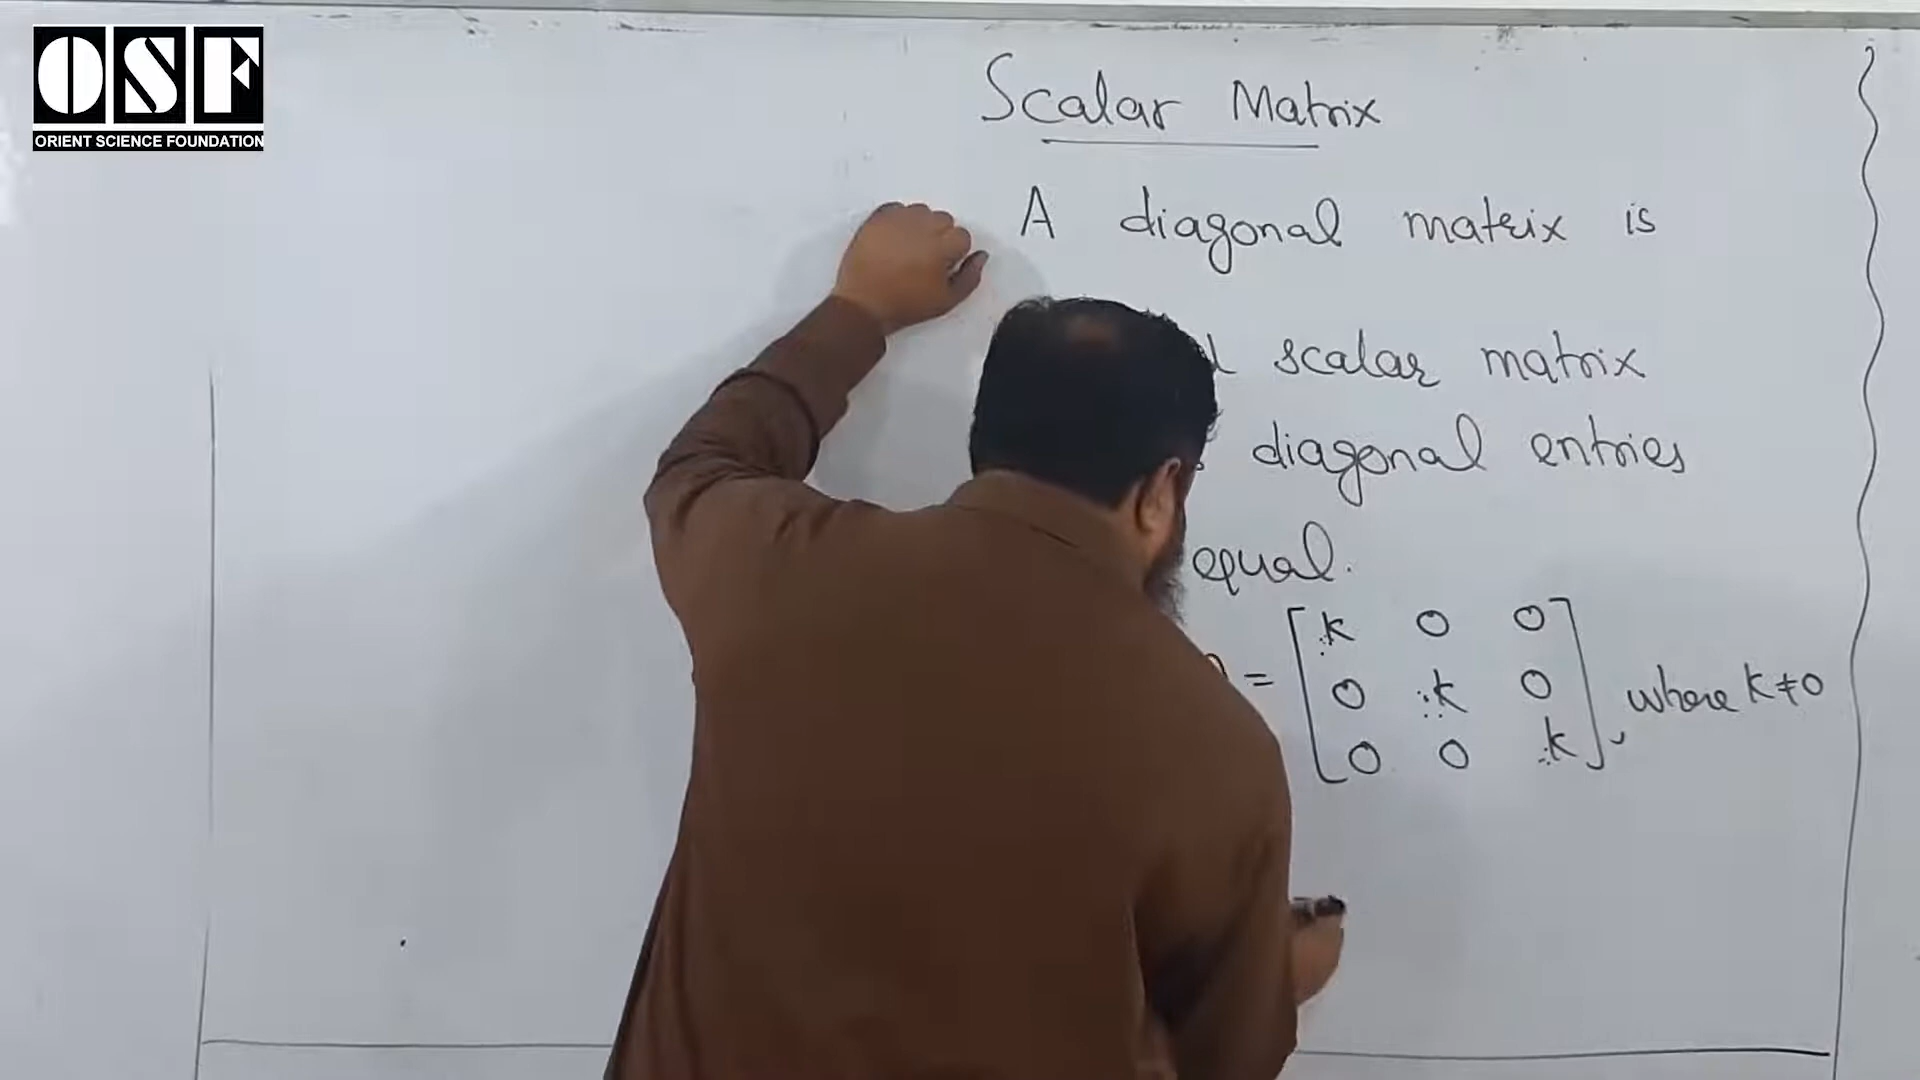 OSF
ORIENT SCIENCE FOUNDATION
Scalar Matrix
A diagonal matrix is
scalar matrix
diagonal entries
equal.
= [ k 0 0
0 k 0
0 0 k ] , where k ≠ 0